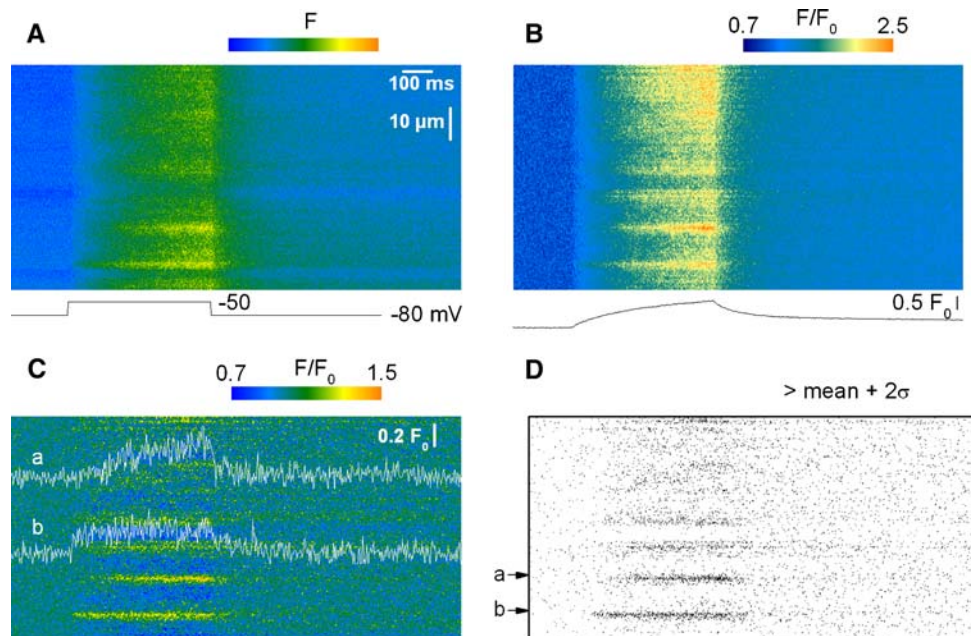 A
F
100 ms
10 µm
-50
-80 mV
B
F/F₀
0.7
2.5
0.5 F₀
C
F/F₀
0.7
1.5
0.2 F₀
a
b
D
> mean + 2σ
a
b